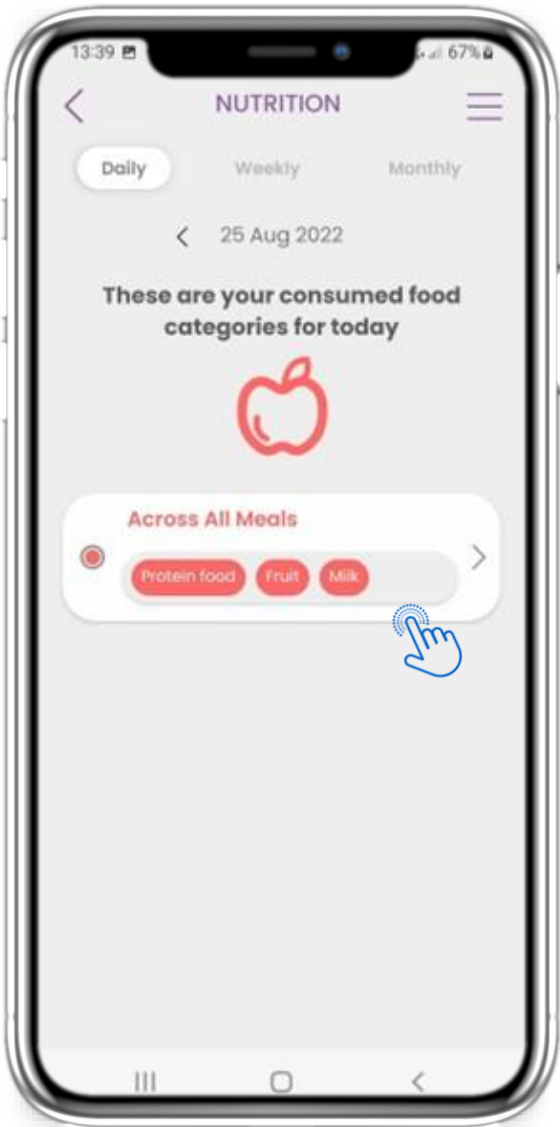 13:39 67%
NUTRITION
Daily Weekly Monthly
25 Aug 2022
These are your consumed food
categories for today
Across All Meals
Protein food Fruit Milk